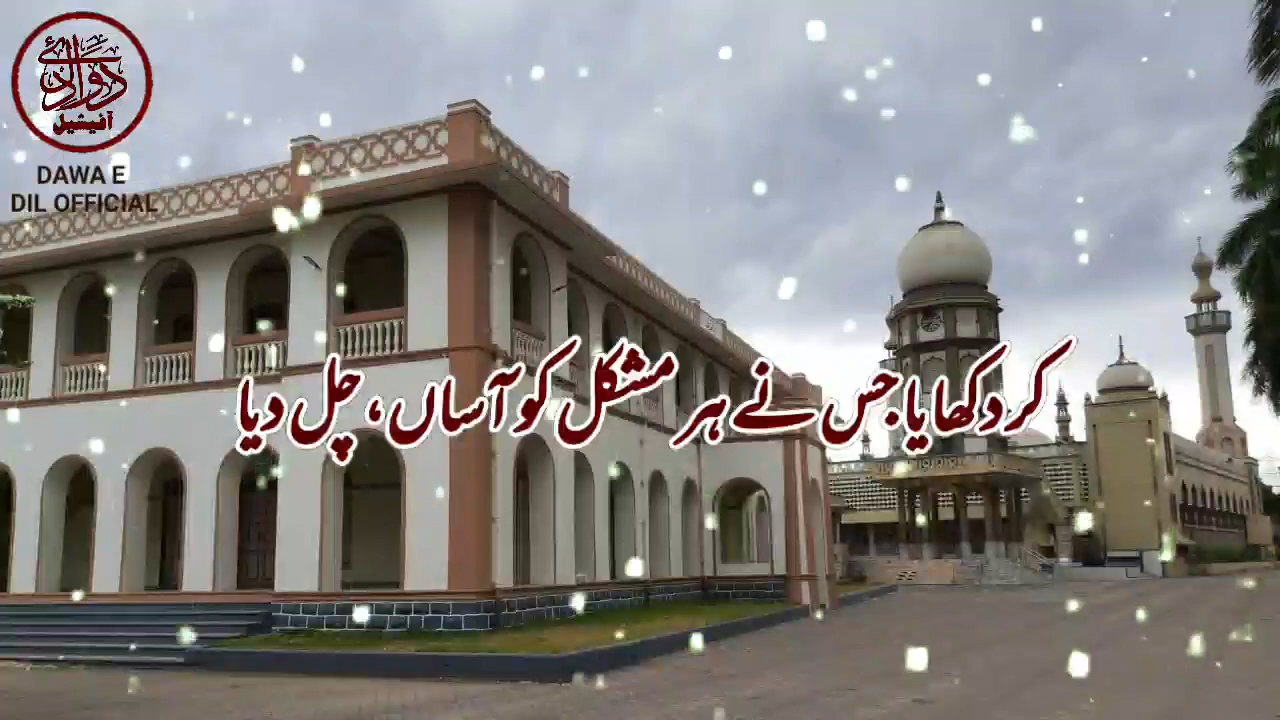 دوائے دل
آفیشیل
DAWA E
DIL OFFICIAL
کر دکھایا جس نے ہر مشکل کو آساں، چل دیا